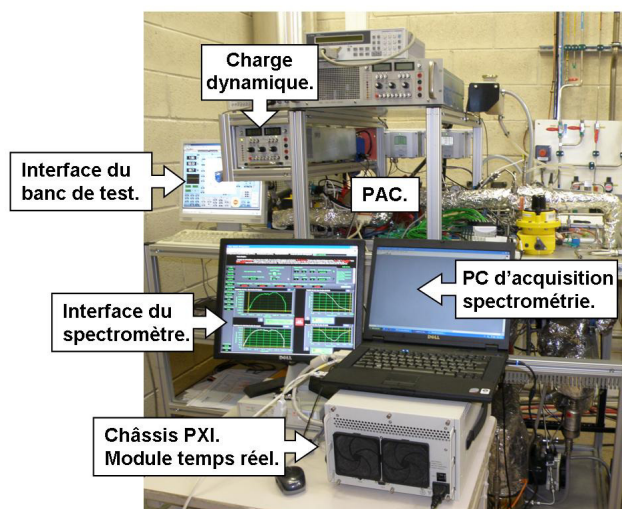 Charge
dynamique.
Interface du
banc de test.
PAC.
PC d'acquisition
spectrométrie.
Interface du
spectromètre.
DELL
Châssis PXI.
Module temps réel.